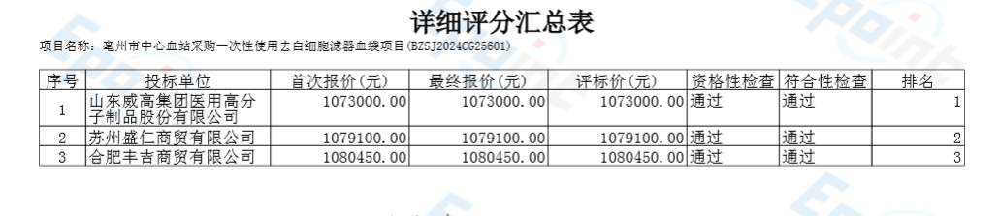 详细评分汇总表
项目名称：亳州市中心血站采购一次性使用去白细胞滤器血袋项目(BZSJ2024CG25601)
序号 投标单位 首次报价(元) 最终报价(元) 评标价(元) 资格性检查 符合性检查 排名
1 山东威高集团医用高分子制品股份有限公司 1073000.00 1073000.00 1073000.00 通过 通过 1
2 苏州盛仁商贸有限公司 1079100.00 1079100.00 1079100.00 通过 通过 2
3 合肥丰吉商贸有限公司 1080450.00 1080450.00 1080450.00 通过 通过 3
Epoint